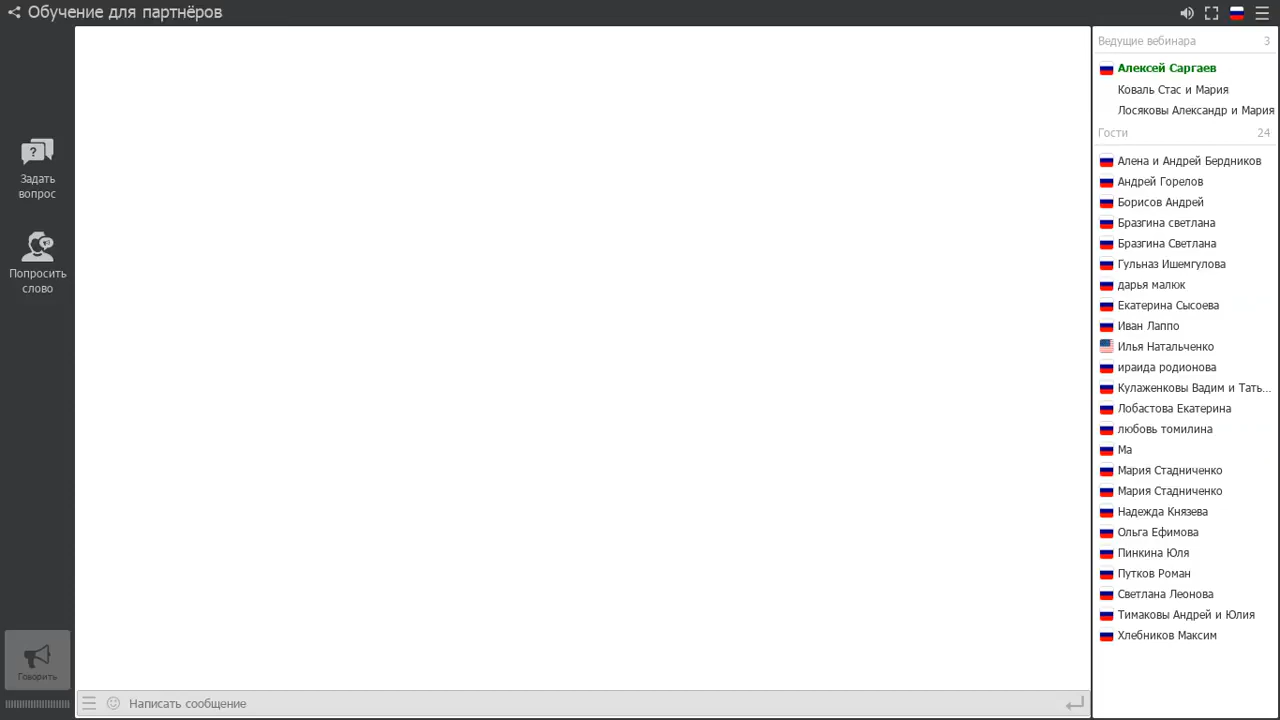 Обучение для партнёров
Задать
вопрос
Попросить
слово
Говорить
Написать сообщение
Ведущие вебинара 3
Алексей Саргаев
Коваль Стас и Мария
Лосяковы Александр и Мария
Гости 24
Алена и Андрей Бердников
Андрей Горелов
Борисов Андрей
Бразгина светлана
Бразгина Светлана
Гульназ Ишемгулова
дарья малюк
Екатерина Сысоева
Иван Лаппо
Илья Натальченко
ираида родионова
Кулаженковы Вадим и Тать...
Лобастова Екатерина
любовь томилина
Ма
Мария Стадниченко
Мария Стадниченко
Надежда Князева
Ольга Ефимова
Пинкина Юля
Путков Роман
Светлана Леонова
Тимаковы Андрей и Юлия
Хлебников Максим